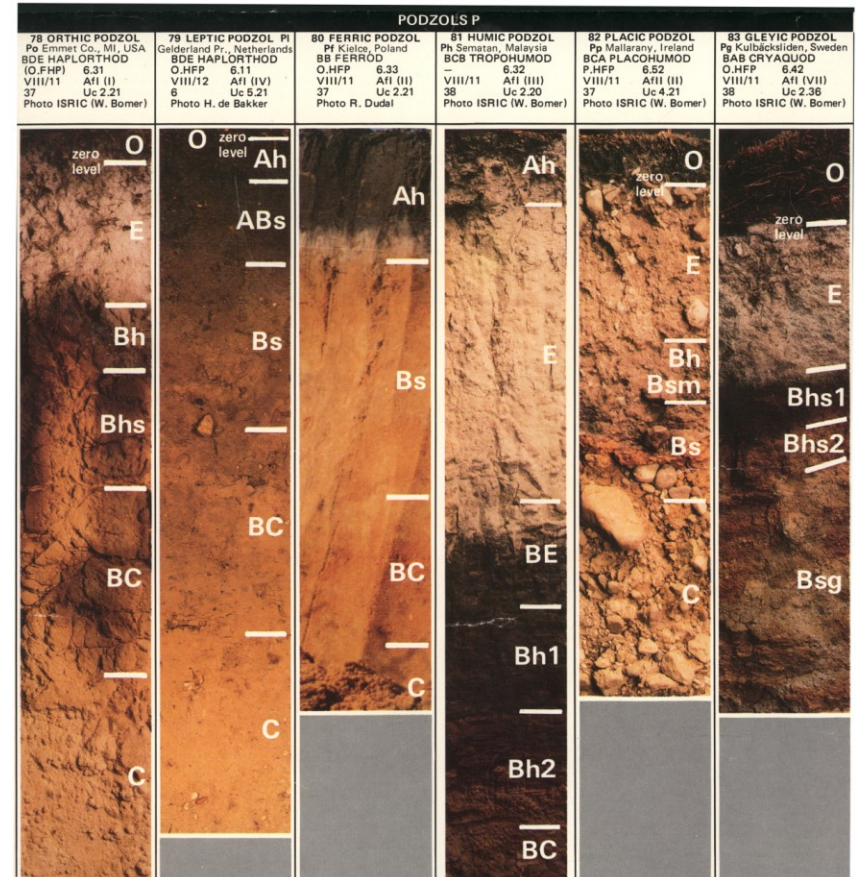 PODZOLS P
78 ORTHIC PODZOL
Po Emmet Co., MI, USA
BDE HAPLORTHOD
(O.FHP) 6.31
VIII/11 Afl (I)
37 Uc 2.21
Photo ISRIC (W. Bomer)
79 LEPTIC PODZOL Pl
Gelderland Pr., Netherlands
BDE HAPLORTHOD
O.HFP 6.11
VIII/12 Afl (IV)
6 Uc 5.21
Photo H. de Bakker
80 FERRIC PODZOL
Pf Kielce, Poland
BB FERROD
O.HFP 6.33
VIII/11 Afl (II)
37 Uc 2.21
Photo R. Dudal
81 HUMIC PODZOL
Ph Sematan, Malaysia
BCB TROPOHUMOD
— 6.32
VIII/11 Afl (IIII)
38 Uc 2.20
Photo ISRIC (W. Bomer)
82 PLACIC PODZOL
Pp Mallarany, Ireland
BCA PLACOHUMOD
P.HFP 6.52
VIII/11 Afl (II)
37 Uc 4.21
Photo ISRIC (W. Bomer)
83 GLEYIC PODZOL
Pg Kulbäcksliden, Sweden
BAB CRYAQUOD
O.HFP 6.42
VIII/11 Afl (VII)
38 Uc 2.36
Photo ISRIC (W. Bomer)
O
zero
level
E
Bh
Bhs
BC
C
O
zero
level
Ah
ABs
Bs
BC
C
Ah
Bs
BC
C
Ah
E
BE
Bh1
Bh2
BC
O
zero
level
E
Bh
Bsm
Bs
C
O
zero
level
E
Bhs1
Bhs2
Bsg